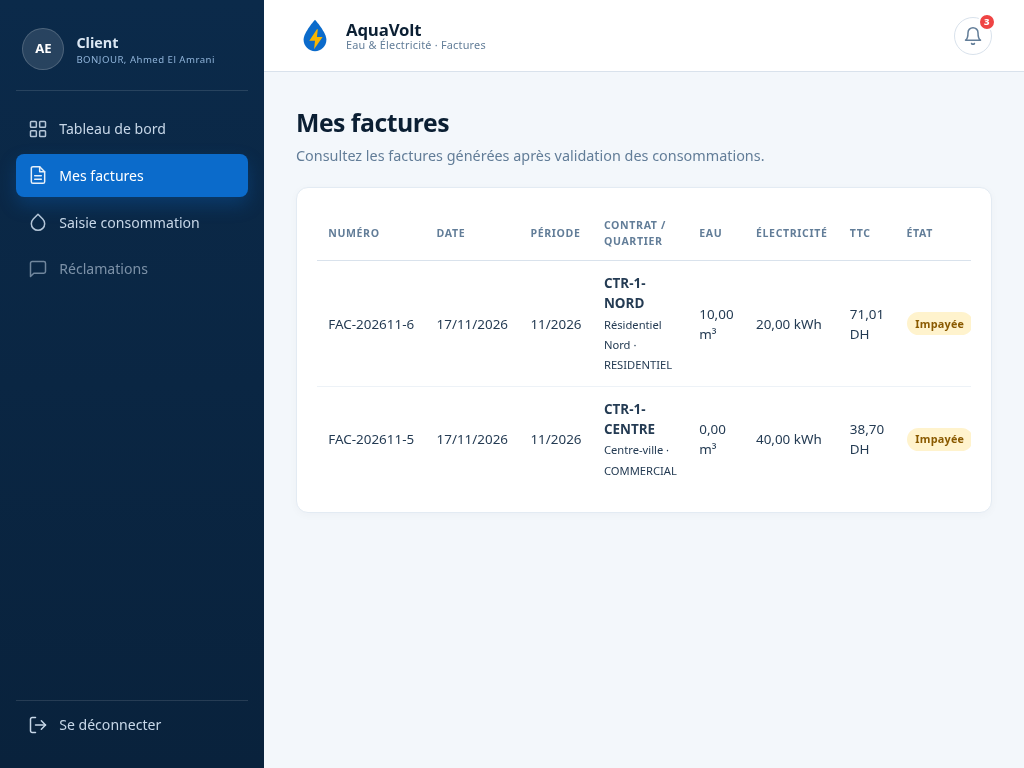 AE
Client
BONJOUR, Ahmed El Amrani
Tableau de bord
Mes factures
Saisie consommation
Réclamations
Se déconnecter
AquaVolt
Eau & Électricité · Factures
3
Mes factures
Consultez les factures générées après validation des consommations.
NUMÉRO DATE PÉRIODE CONTRAT / QUARTIER EAU ÉLECTRICITÉ TTC ÉTAT
FAC-202611-6 17/11/2026 11/2026
CTR-1-
NORD
Résidentiel
Nord ·
RESIDENTIEL
10,00
m³
20,00 kWh
71,01
DH
Impayée
FAC-202611-5 17/11/2026 11/2026
CTR-1-
CENTRE
Centre-ville ·
COMMERCIAL
0,00
m³
40,00 kWh
38,70
DH
Impayée